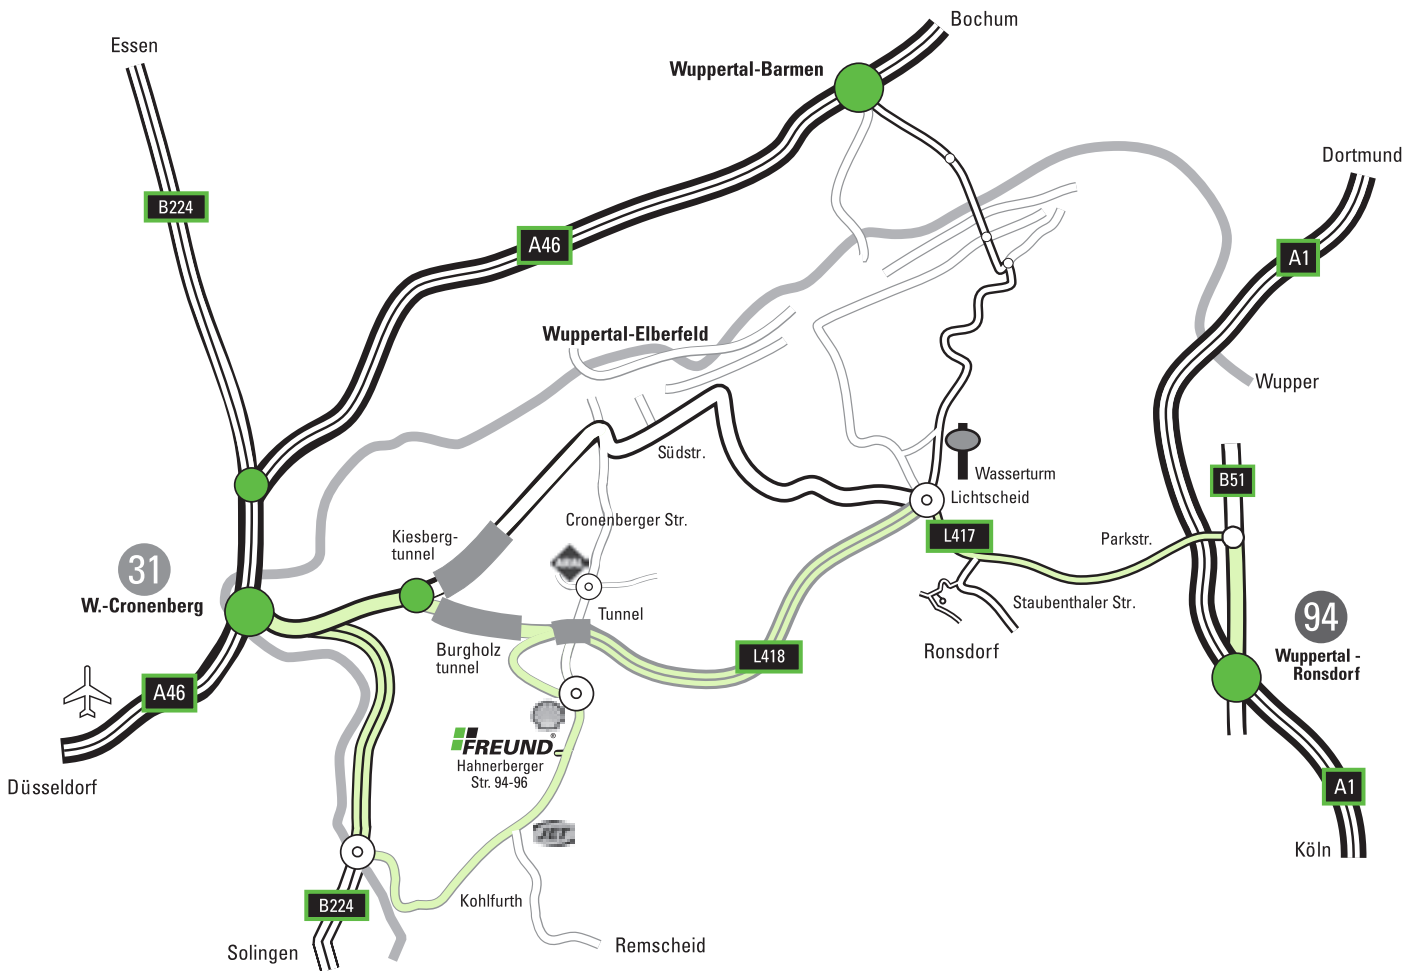 Bochum
Essen
Wuppertal-Barmen
Dortmund
B224
A46
A1
Wuppertal-Elberfeld
Wupper
Südstr.
Wasserturm
B51
Lichtscheid
Cronenberger Str.
L417
Kiesberg-
tunnel
Parkstr.
ARAL
31
W.-Cronenberg
Tunnel
Staubenthaler Str.
94
Burgholz
tunnel
Ronsdorf
L418
Wuppertal -
Ronsdorf
A46
FREUND®
Hahnerberger
Str. 94-96
Düsseldorf
A1
JET
Köln
B224
Kohlfurth
Solingen
Remscheid